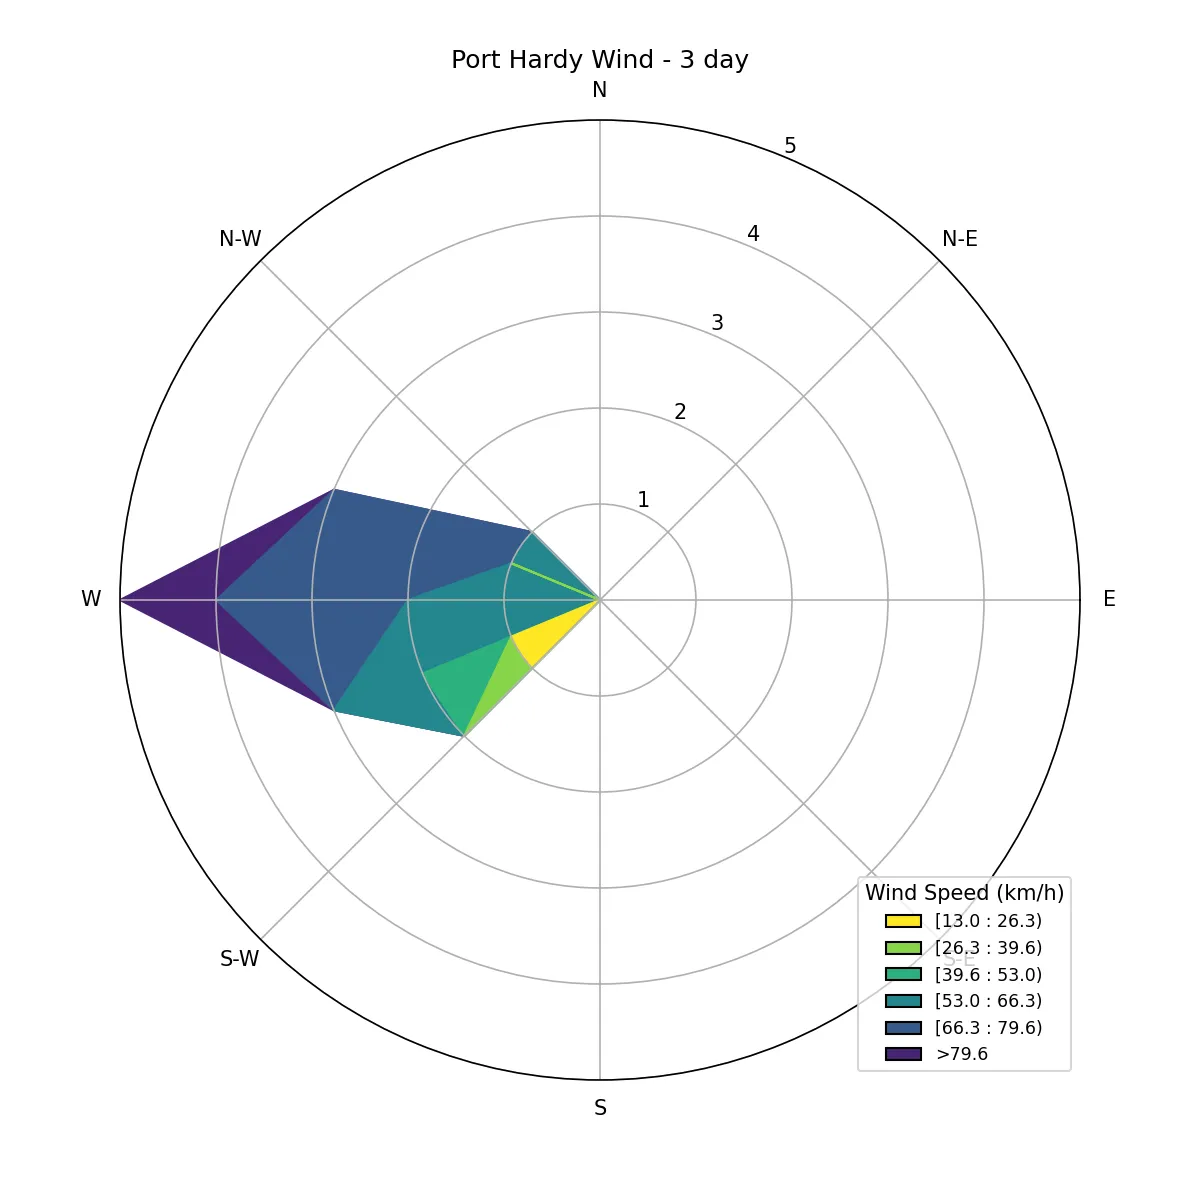 Port Hardy Wind - 3 day
N
5
N-W
N-E
4
3
2
1
W
E
S-W
S-E
S
Wind Speed (km/h)
[13.0 : 26.3)
[26.3 : 39.6)
[39.6 : 53.0)
[53.0 : 66.3)
[66.3 : 79.6)
>79.6